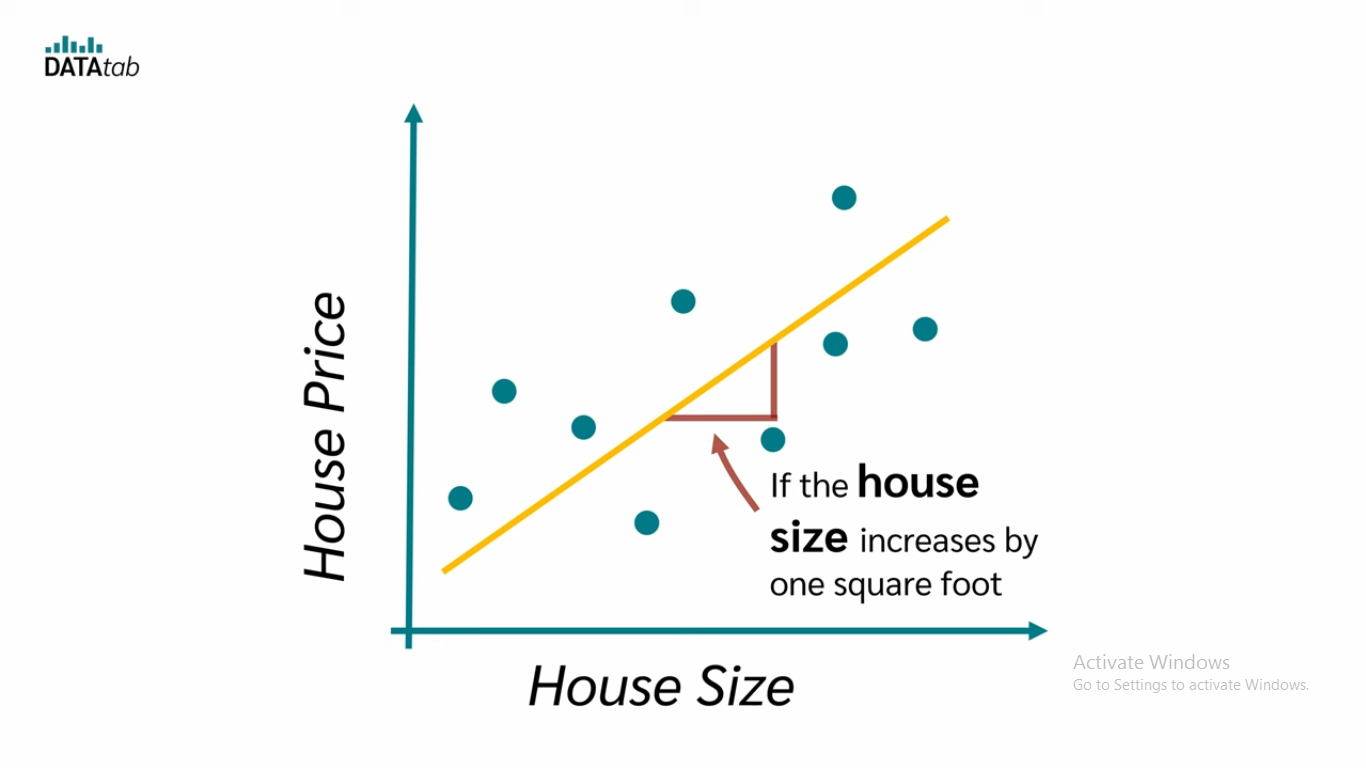 DATAtab
House Price
If the house
size increases by
one square foot
House Size
Activate Windows
Go to Settings to activate Windows.